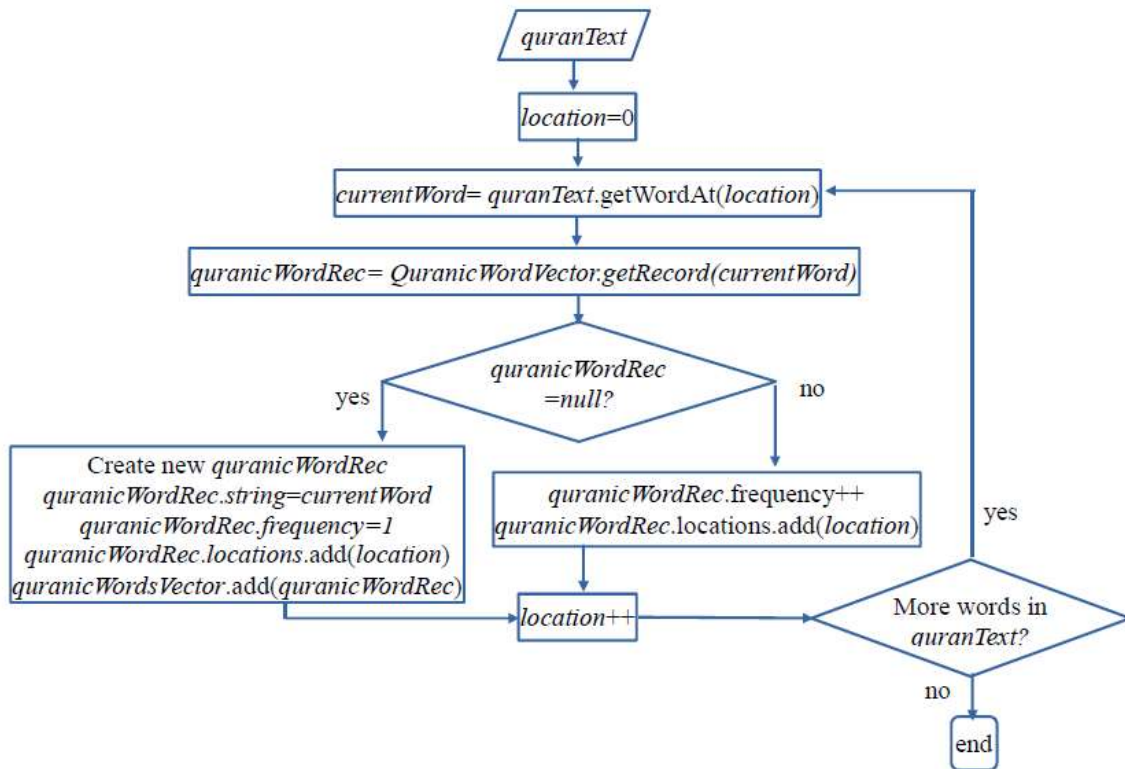 quranText
location=0
currentWord= quranText.getWordAt(location)
quranicWordRec= QuranicWordVector.getRecord(currentWord)
quranicWordRec
=null?
yes
no
Create new quranicWordRec
quranicWordRec.string=currentWord
quranicWordRec.frequency=1
quranicWordRec.locations.add(location)
quranicWordsVector.add(quranicWordRec)
quranicWordRec.frequency++
quranicWordRec.locations.add(location)
location++
yes
More words in
quranText?
no
end